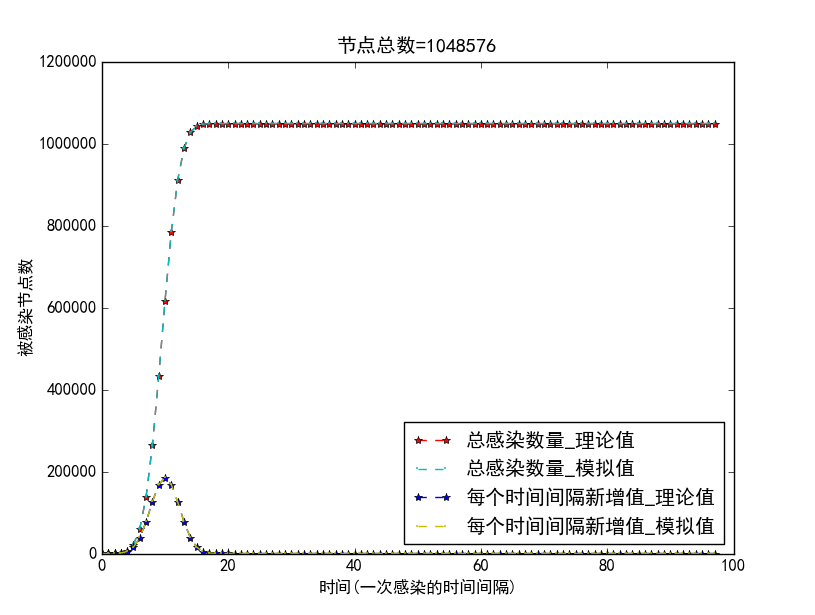 节点总数=1048576
1200000
1000000
800000
600000
400000
200000
0
被感染节点数
总感染数量_理论值
总感染数量_模拟值
每个时间间隔新增值_理论值
每个时间间隔新增值_模拟值
0 20 40 60 80 100
时间(一次感染的时间间隔)